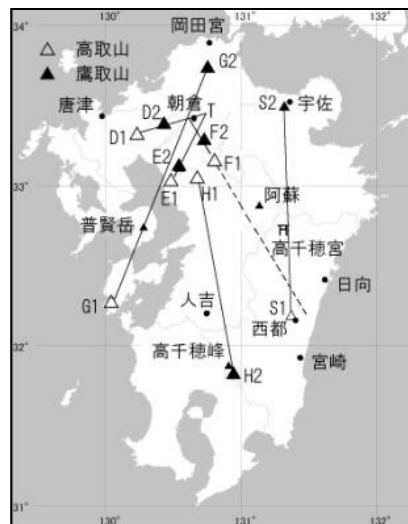 130°
131°
132°
34°
岡田宮
△ 高取山
▲ 鷹取山
G2
唐津
朝倉
S2
宇佐
D2
T
D1
F2
E2
F1
33°
E1
H1
阿蘇
普賢岳
高千穂宮
日向
G1
人吉
S1
西都
32°
高千穂峰
宮崎
H2
31°
130°
131°
132°